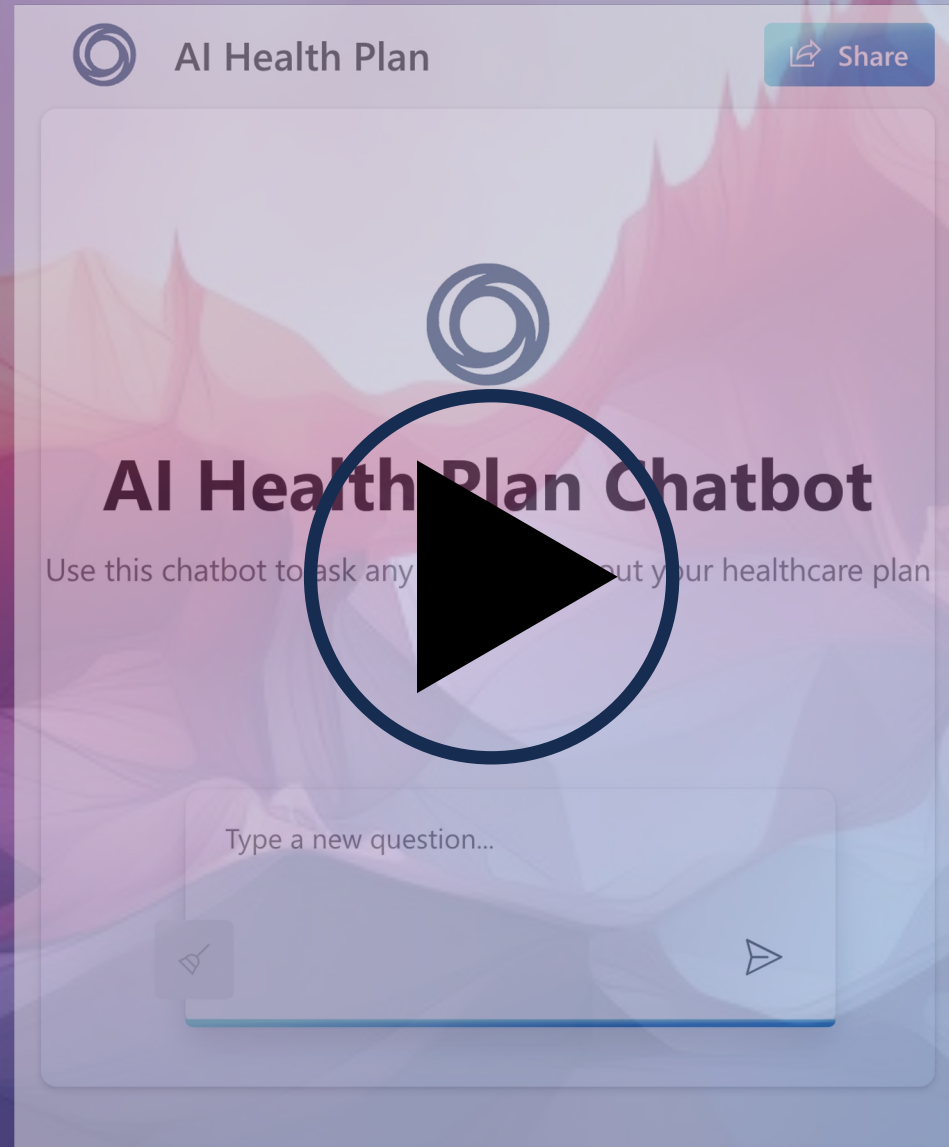 AI Health Plan
Share
AI Health Plan Chatbot
Use this chatbot to ask any out your healthcare plan
Type a new question...